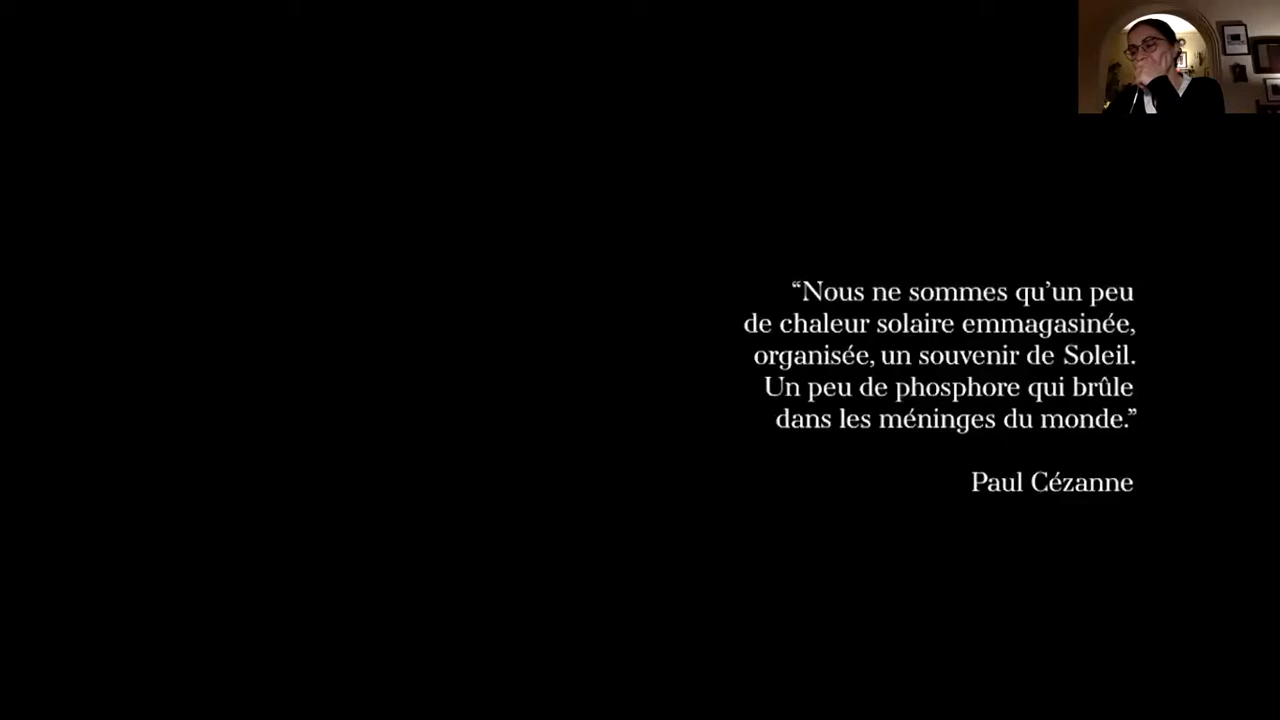 “Nous ne sommes qu’un peu
de chaleur solaire emmagasinée,
organisée, un souvenir de Soleil.
Un peu de phosphore qui brûle
dans les méninges du monde.”
Paul Cézanne